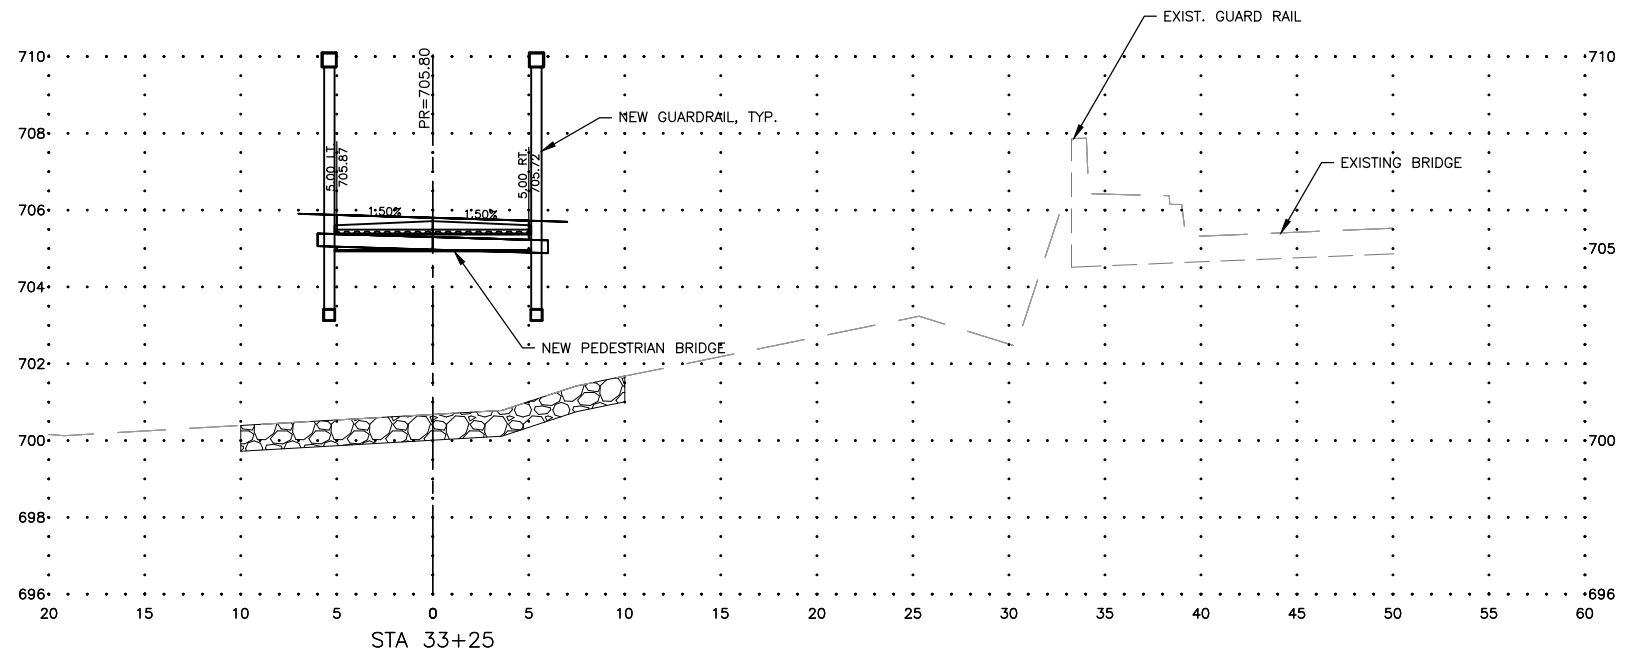 EXIST. GUARD RAIL
710
710
PR=705.80
NEW GUARDRAIL, TYP.
708
5.00 LT.
705.87
5.00 RT.
705.72
EXISTING BRIDGE
706
1.50%
1.50%
705
704
NEW PEDESTRIAN BRIDGE
702
700
700
698
696
696
20 15 10 5 0 5 10 15 20 25 30 35 40 45 50 55 60
STA 33+25